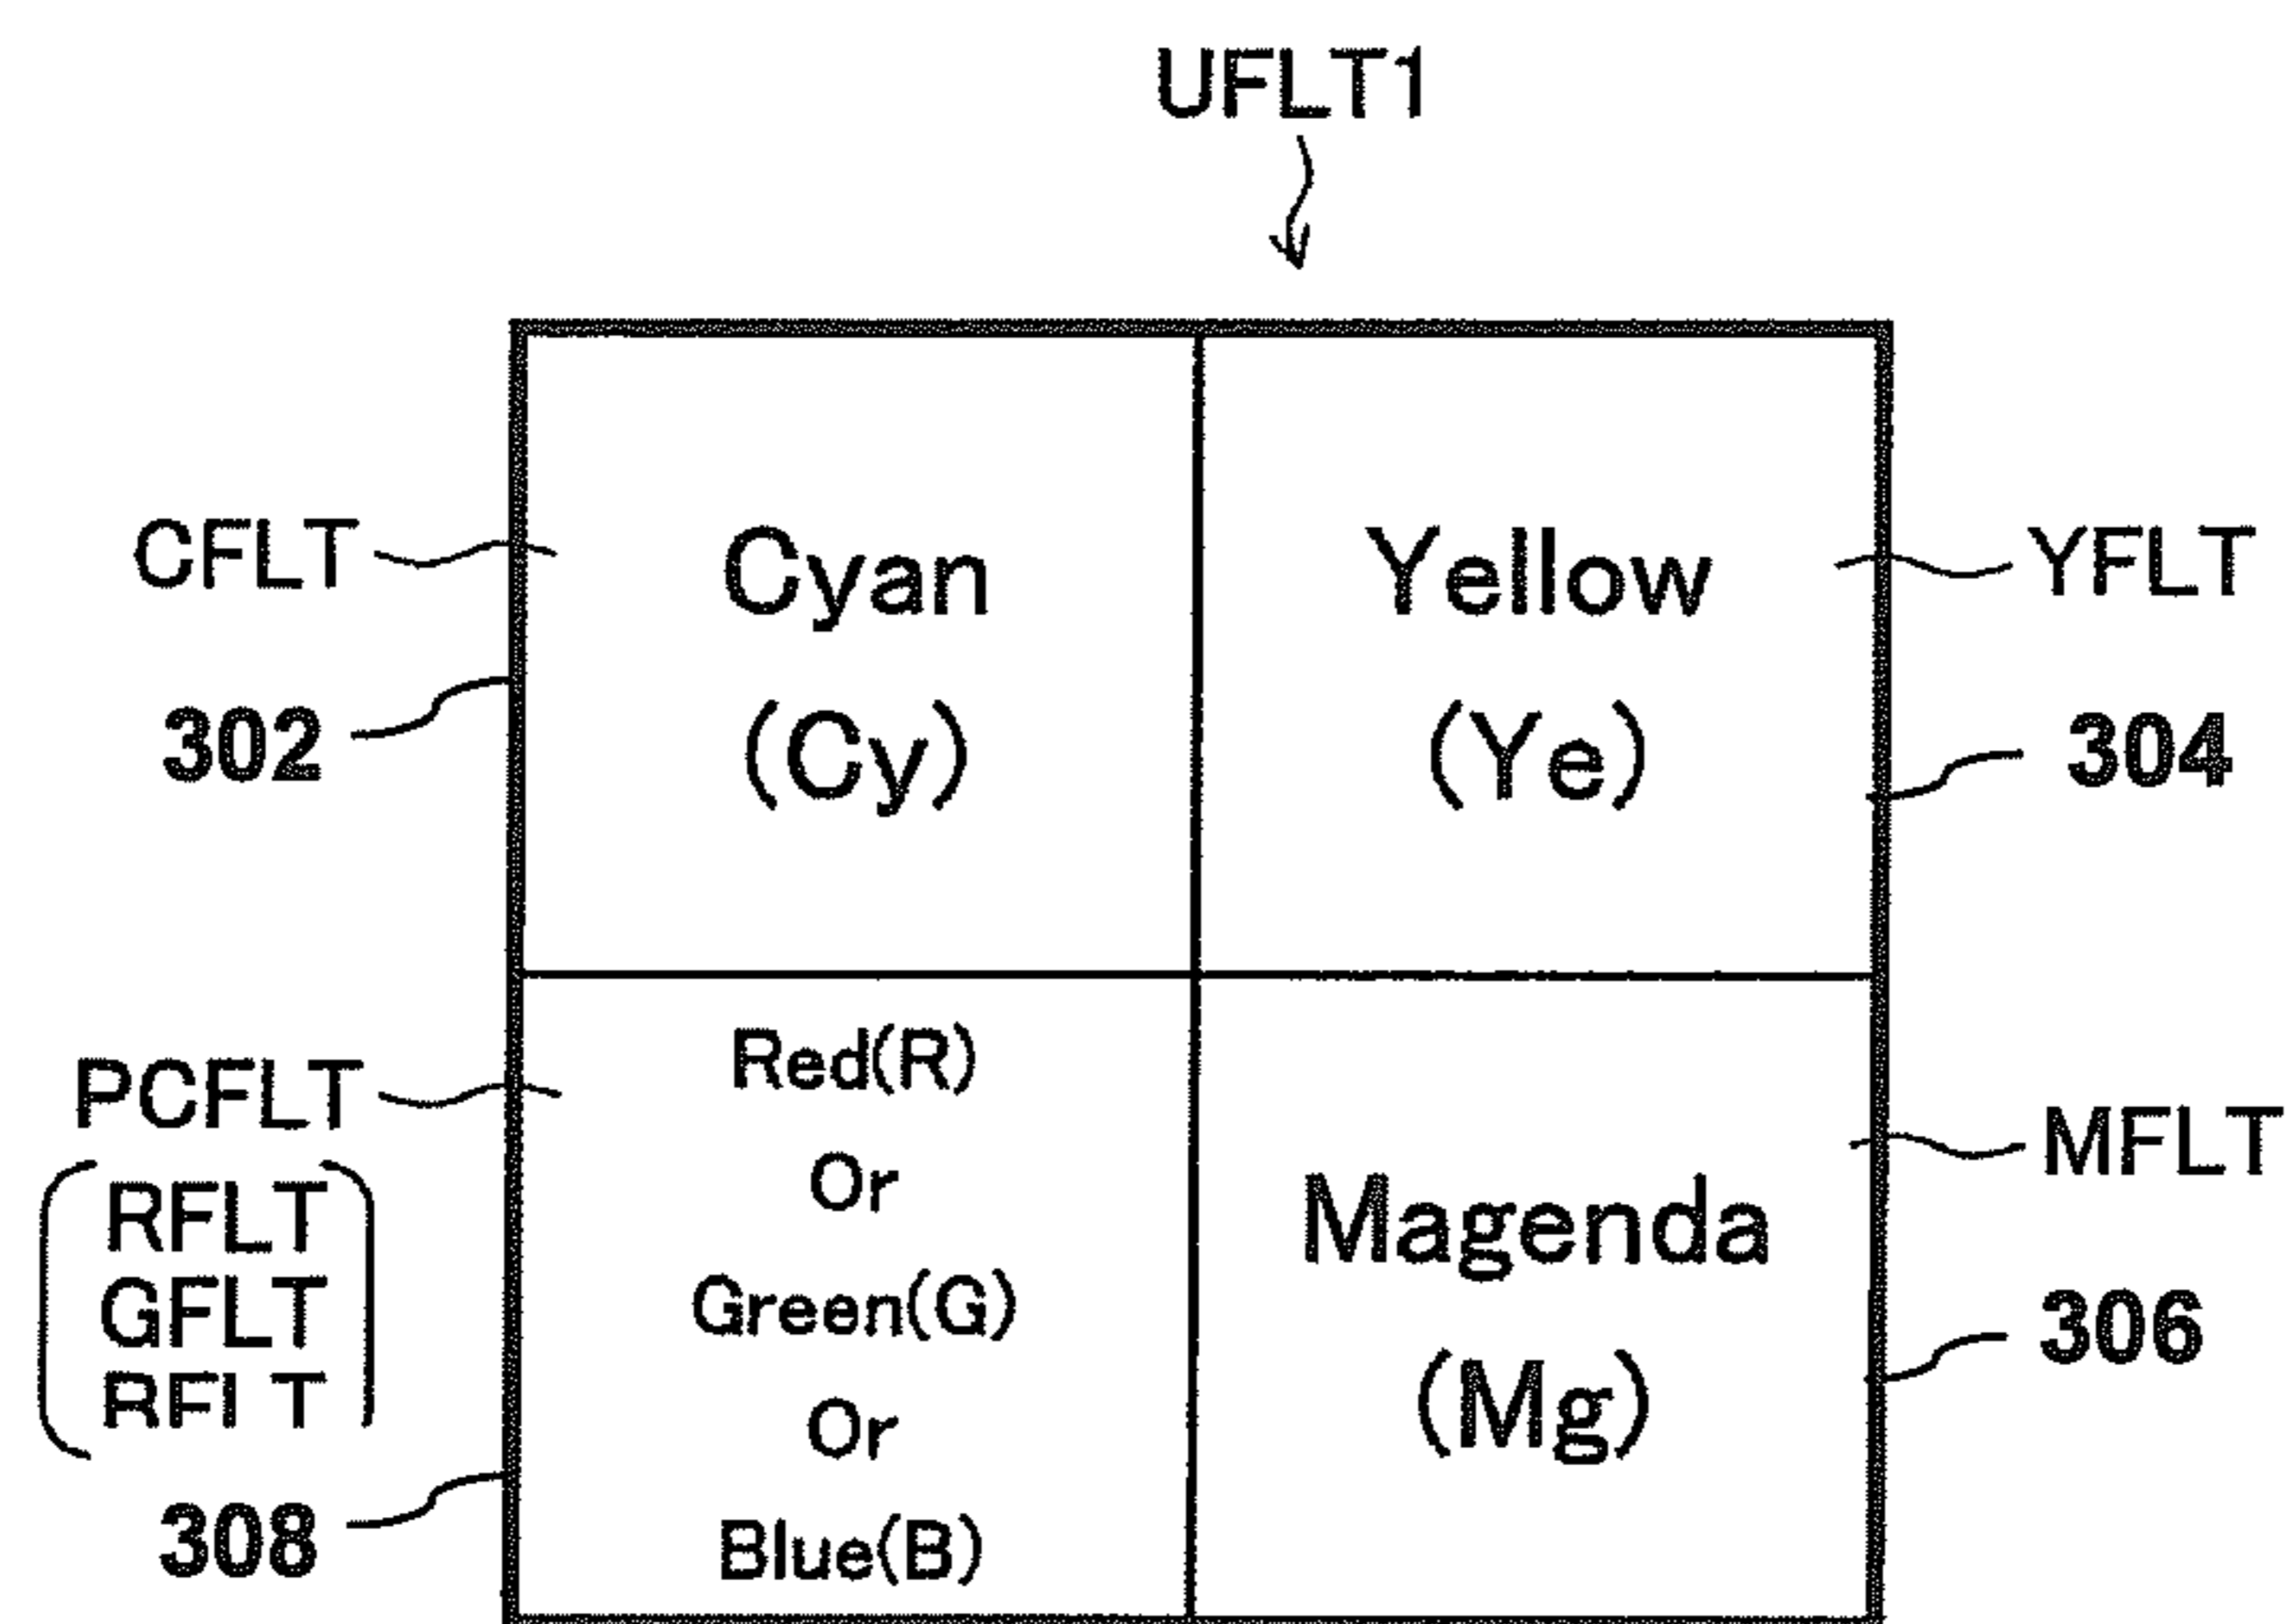 UFLT1
CFLT
Cyan
(Cy)
302
Yellow
(Ye)
YFLT
304
PCFLT
RFLT
GFLT
308
Red(R)
Or
Green(G)
Or
Blue(B)
Magenda
(Mg)
MFLT
306